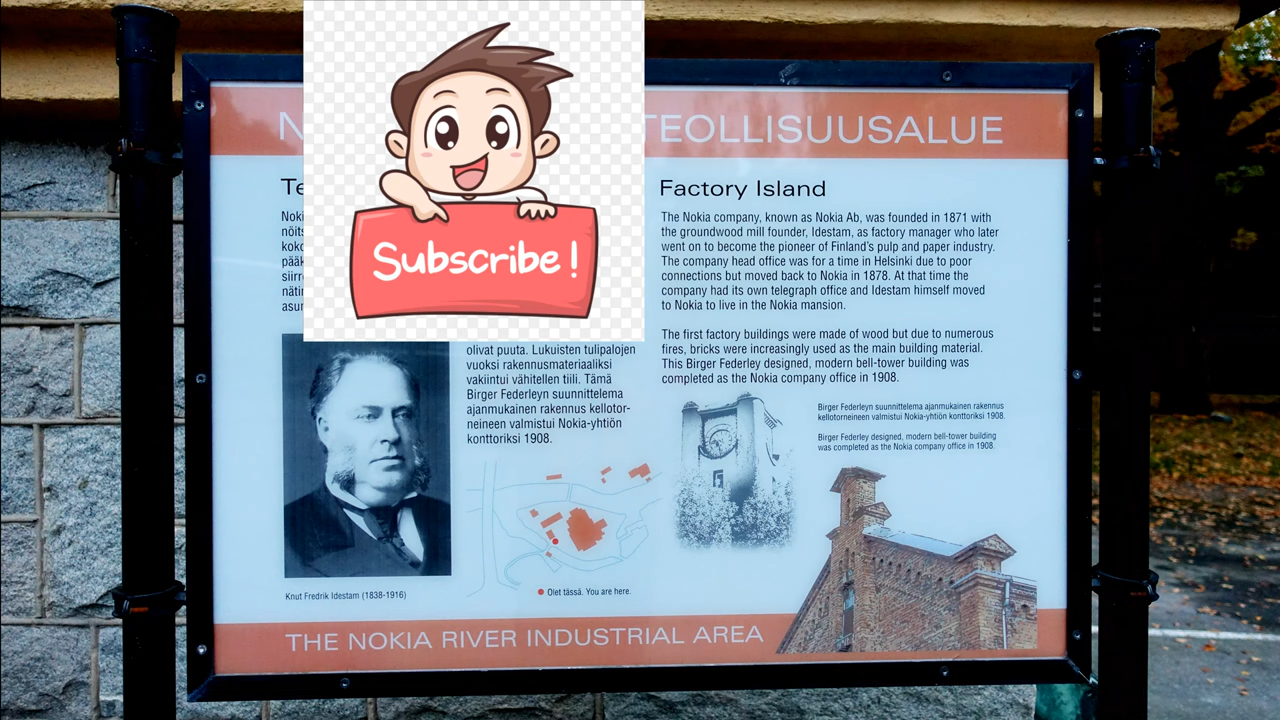 TEOLLISUUSALUE
Subscribe!
olivat puuta. Lukuisten tulipalojen
vuoksi rakennusmateriaaliksi
vakiintui vähitellen tiili. Tämä
Birger Federleyn suunnittelema
ajanmukainen rakennus kellotor-
neineen valmistui Nokia-yhtiön
konttoriksi 1908.
Knut Fredrik Idestam (1838-1916)
Olet tässä. You are here.
Factory Island
The Nokia company, known as Nokia Ab, was founded in 1871 with
the groundwood mill founder, Idestam, as factory manager who later
went on to become the pioneer of Finland's pulp and paper industry.
The company head office was for a time in Helsinki due to poor
connections but moved back to Nokia in 1878. At that time the
company had its own telegraph office and Idestam himself moved
to Nokia to live in the Nokia mansion.
The first factory buildings were made of wood but due to numerous
fires, bricks were increasingly used as the main building material.
This Birger Federley designed, modern bell-tower building was
completed as the Nokia company office in 1908.
Birger Federleyn suunnittelema ajanmukainen rakennus
kellotorneineen valmistui Nokia-yhtiön konttoriksi 1908.
Birger Federley designed, modern bell-tower building
was completed as the Nokia company office in 1908.
THE NOKIA RIVER INDUSTRIAL AREA